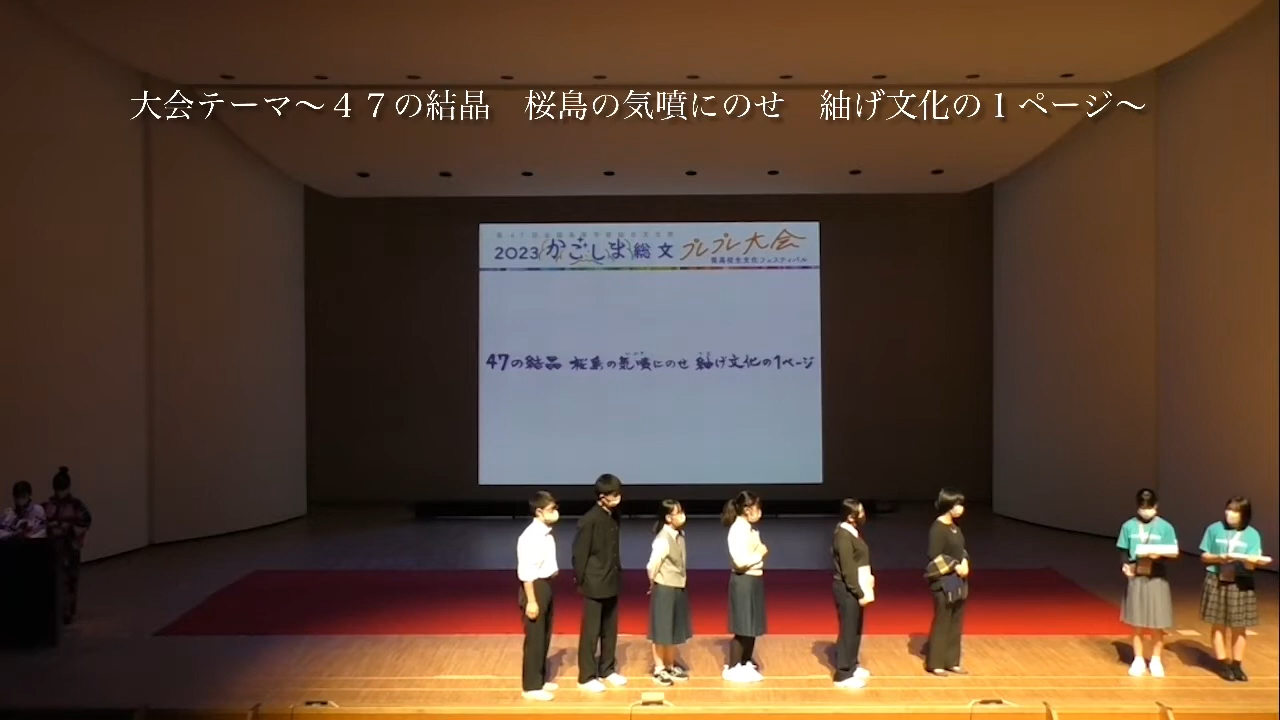 大会テーマ～４７の結晶　桜島の気噴にのせ　紬げ文化の１ページ～
2023かごしま総文 プレプレ大会
47の結晶 桜島の気噴にのせ 紬げ文化の1ページ